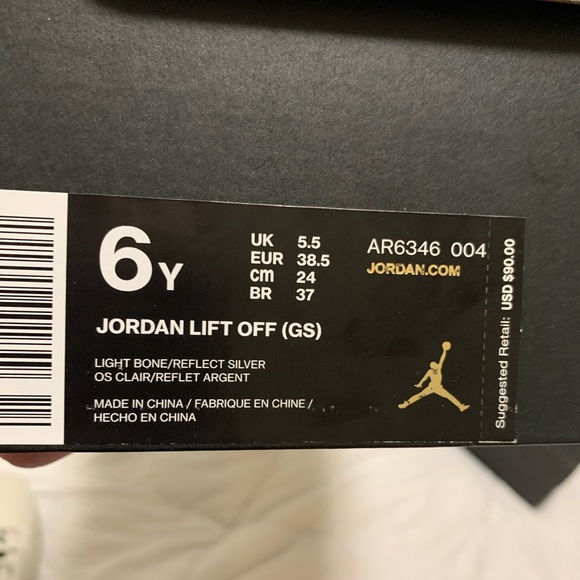 6Y
UK 5.5
EUR 38.5
cm 24
BR 37
AR6346 004
JORDAN.COM
JORDAN LIFT OFF (GS)
LIGHT BONE/REFLECT SILVER
OS CLAIR/REFLET ARGENT
MADE IN CHINA / FABRIQUE EN CHINE /
HECHO EN CHINA
Suggested Retail: USD $90.00